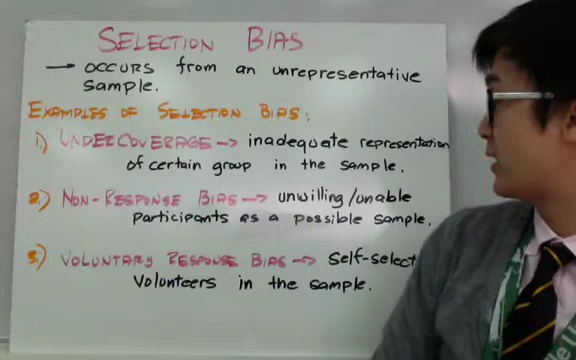 SELECTION BIAS
→ OCCURS from an unrepresentative
sample.
EXAMPLES OF SELECTION BIAS:
1.) UNDERCOVERAGE → inadequate representation
of certain group in the sample.
2.) NON-RESPONSE BIAS → unwilling/unable
participants as a possible sample.
3.) VOLUNTARY RESPONSE BIAS → Self-select
Volunteers in the sample.